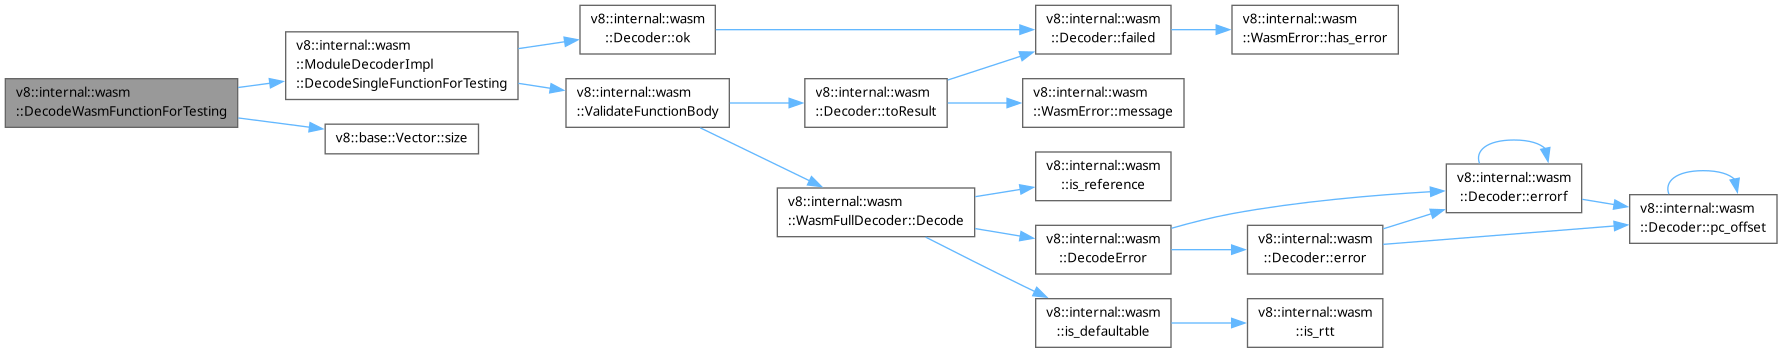 v8::internal::wasm
::DecodeWasmFunctionForTesting
v8::internal::wasm
::ModuleDecoderImpl
::DecodeSingleFunctionForTesting
v8::base::Vector::size
v8::internal::wasm
::Decoder::ok
v8::internal::wasm
::ValidateFunctionBody
v8::internal::wasm
::Decoder::toResult
v8::internal::wasm
::WasmFullDecoder::Decode
v8::internal::wasm
::Decoder::failed
v8::internal::wasm
::WasmError::message
v8::internal::wasm
::is_reference
v8::internal::wasm
::DecodeError
v8::internal::wasm
::is_defaultable
v8::internal::wasm
::WasmError::has_error
v8::internal::wasm
::Decoder::error
v8::internal::wasm
::is_rtt
v8::internal::wasm
::Decoder::errorf
v8::internal::wasm
::Decoder::pc_offset